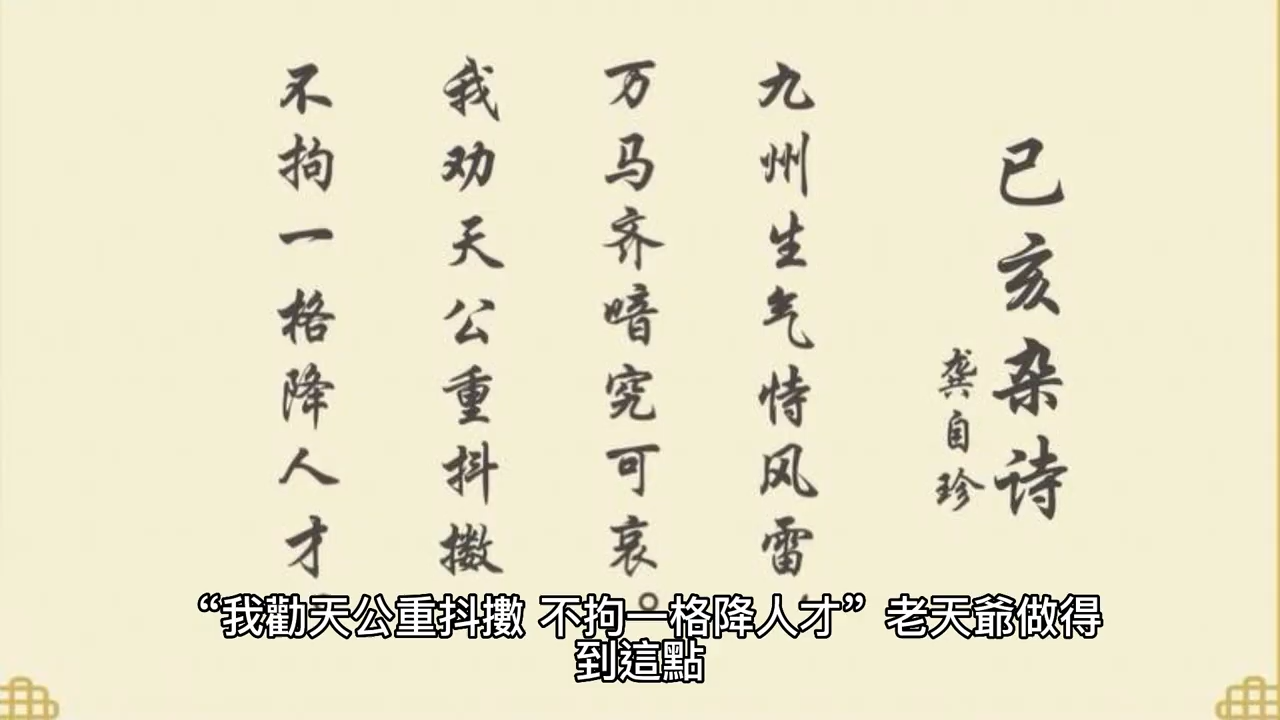 已亥杂诗
龚自珍
九州生气恃风雷，
万马齐喑究可哀。
我劝天公重抖擞
不拘一格降人才
“我勸天公重抖擻 不拘一格降人才”老天爺做得
到這點